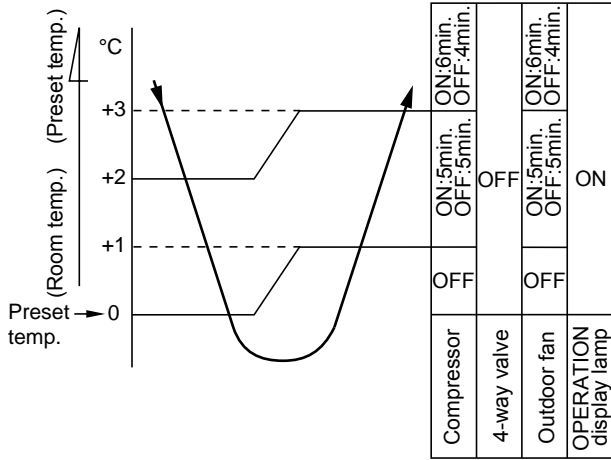 (Room temp.) (Preset temp.)
°C
+3
+2
+1
0
Preset
temp.
ON:6min.
OFF:4min.
ON:5min.
OFF:5min.
OFF
Compressor
OFF
4-way valve
ON:6min.
OFF:4min.
ON:5min.
OFF:5min.
OFF
Outdoor fan
ON
OPERATION
display lamp